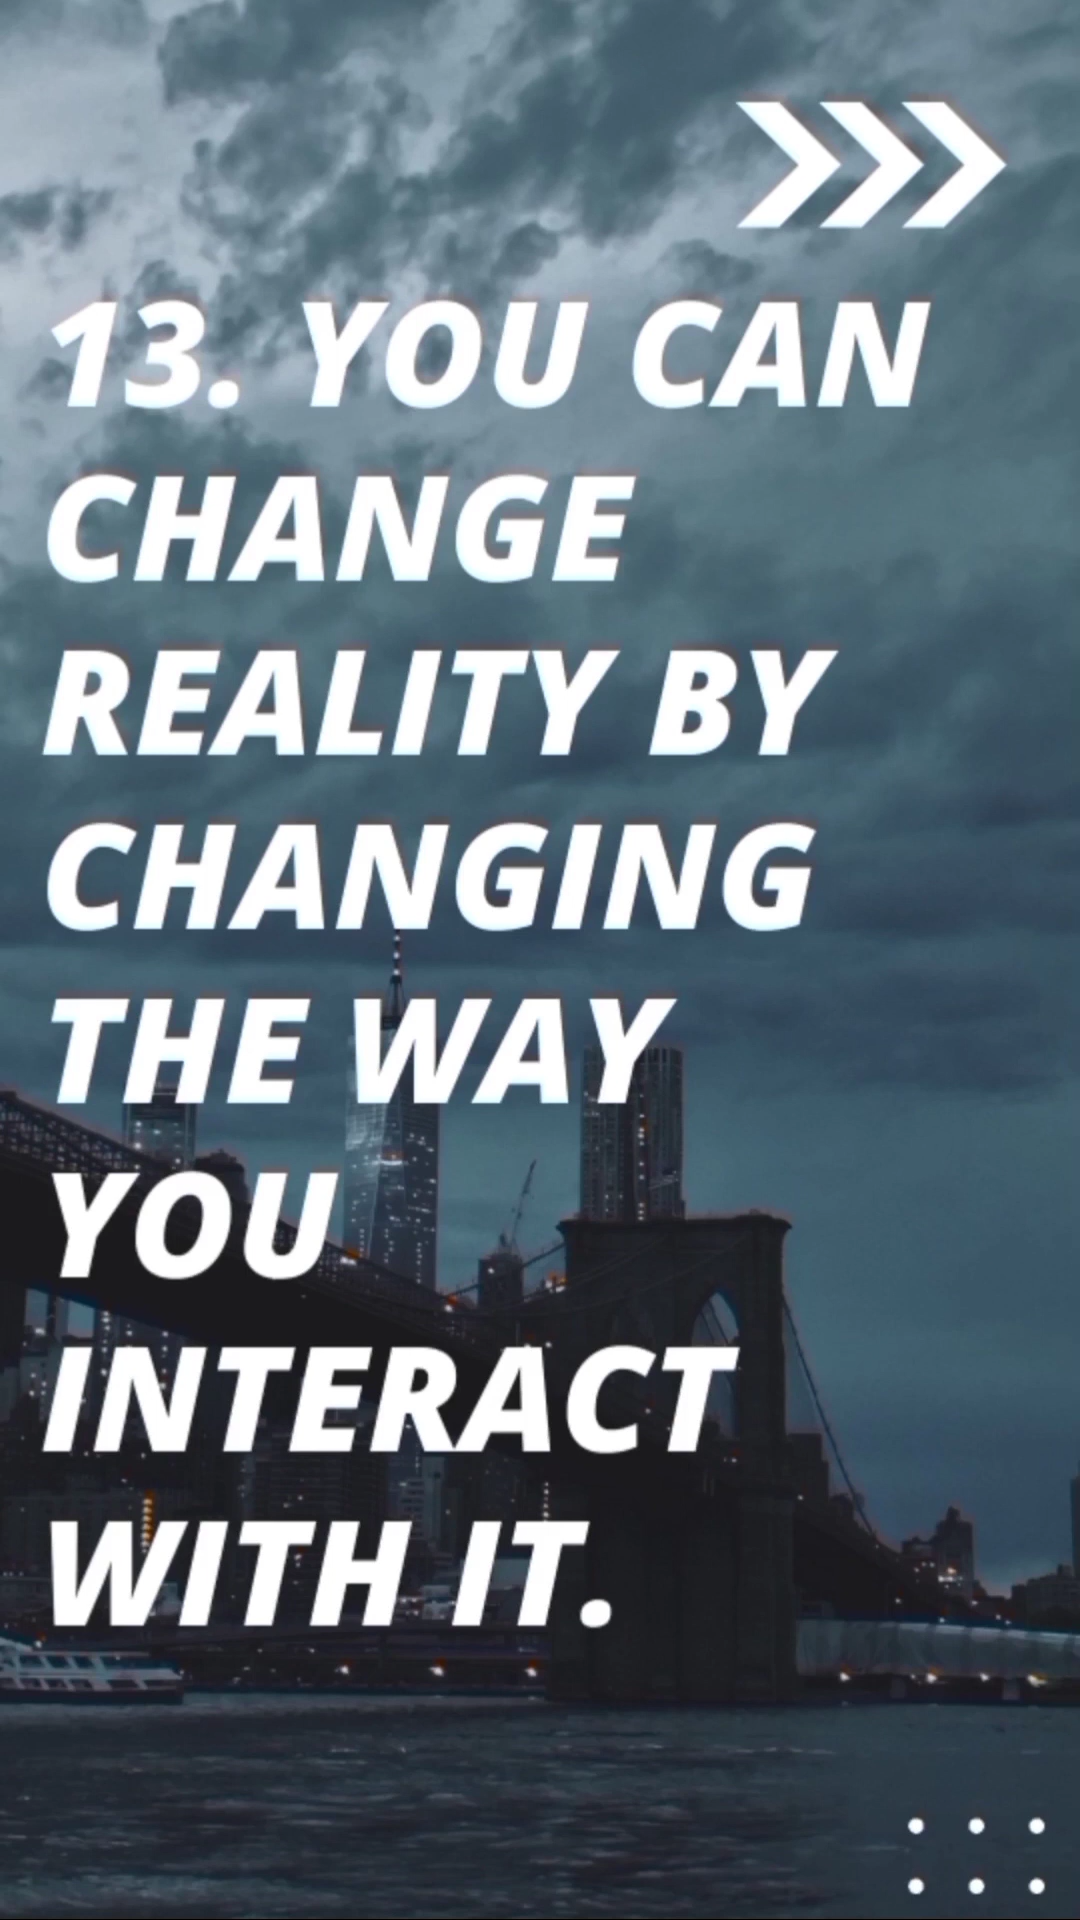 13. YOU CAN
CHANGE
REALITY BY
CHANGING
THE WAY
YOU
INTERACT
WITH IT.